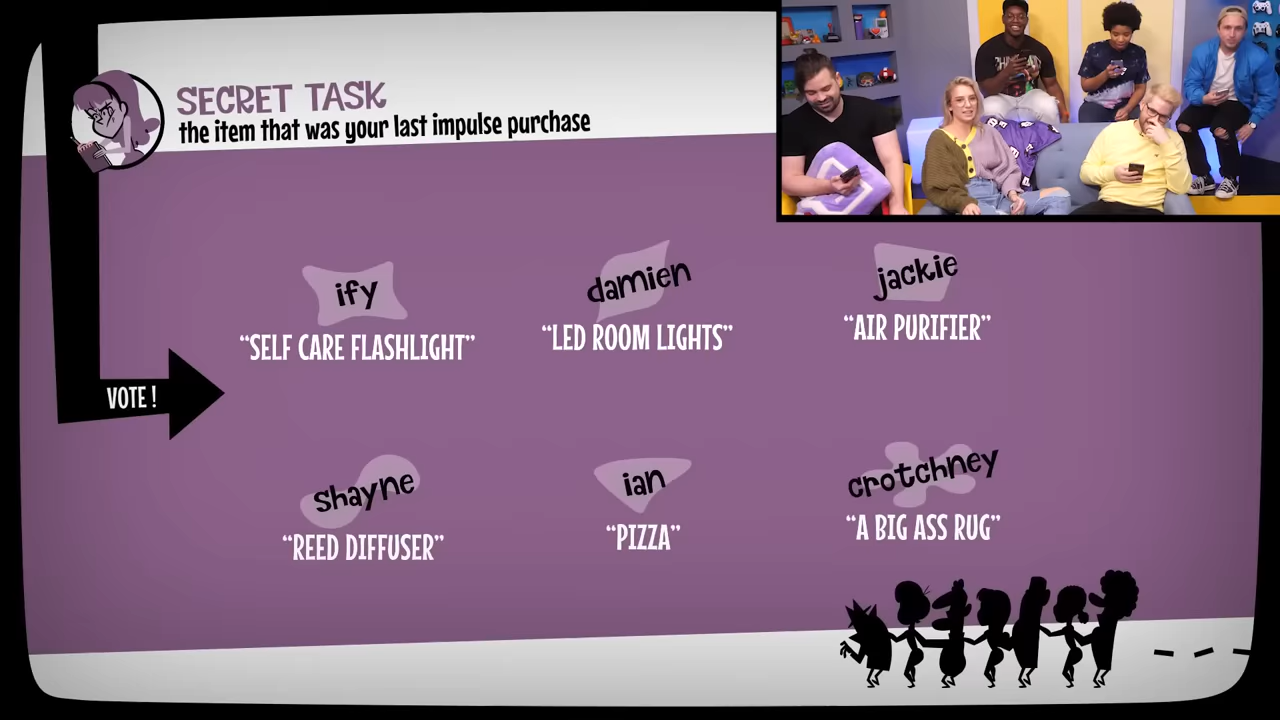 SECRET TASK
the item that was your last impulse purchase
ify
"SELF CARE FLASHLIGHT"
damien
"LED ROOM LIGHTS"
jackie
"AIR PURIFIER"
VOTE!
shayne
"REED DIFFUSER"
ian
"PIZZA"
crotchney
"A BIG ASS RUG"